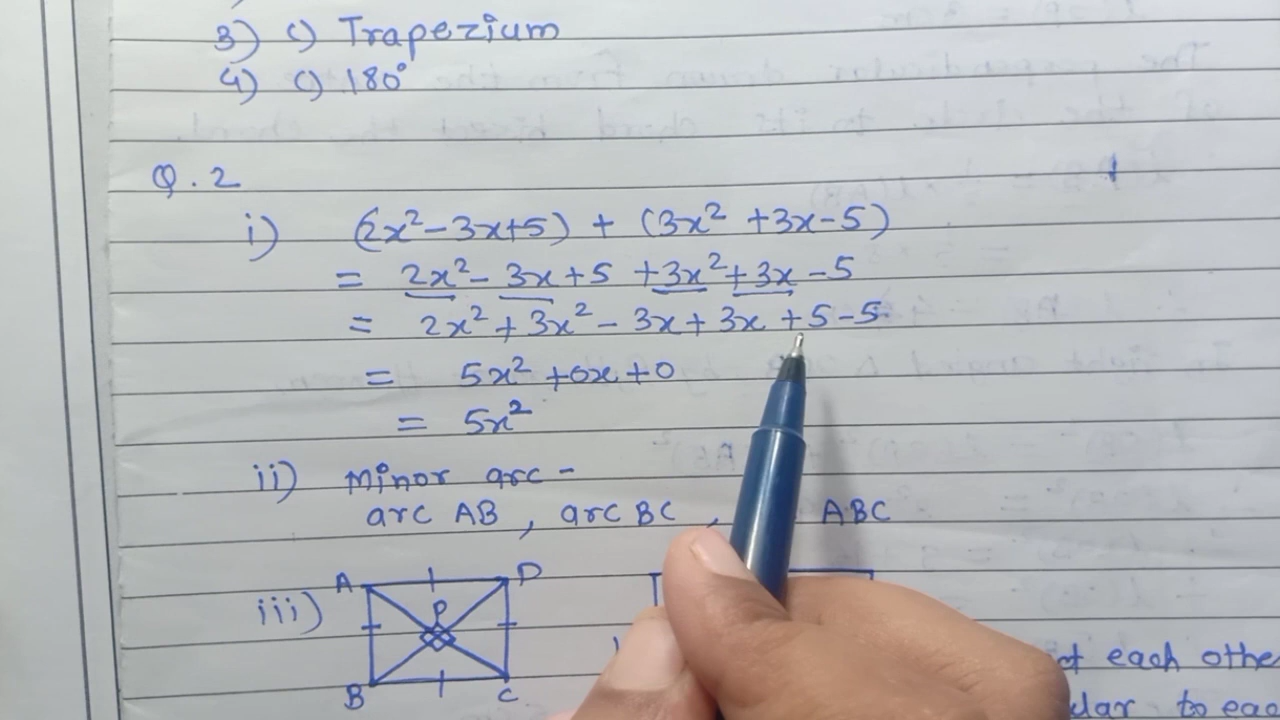 3) c) Trapezium
4) c) 180°
Q. 2
i) (2x² - 3x+5) + (3x² +3x-5)
= 2x² - 3x + 5 + 3x² + 3x - 5
= 2x² + 3x² - 3x + 3x + 5 - 5
= 5x² + 0x + 0
= 5x²
ii) Minor arc -
arc AB, arc BC, ABC
iii) A D
P
B C
each othe
to eac